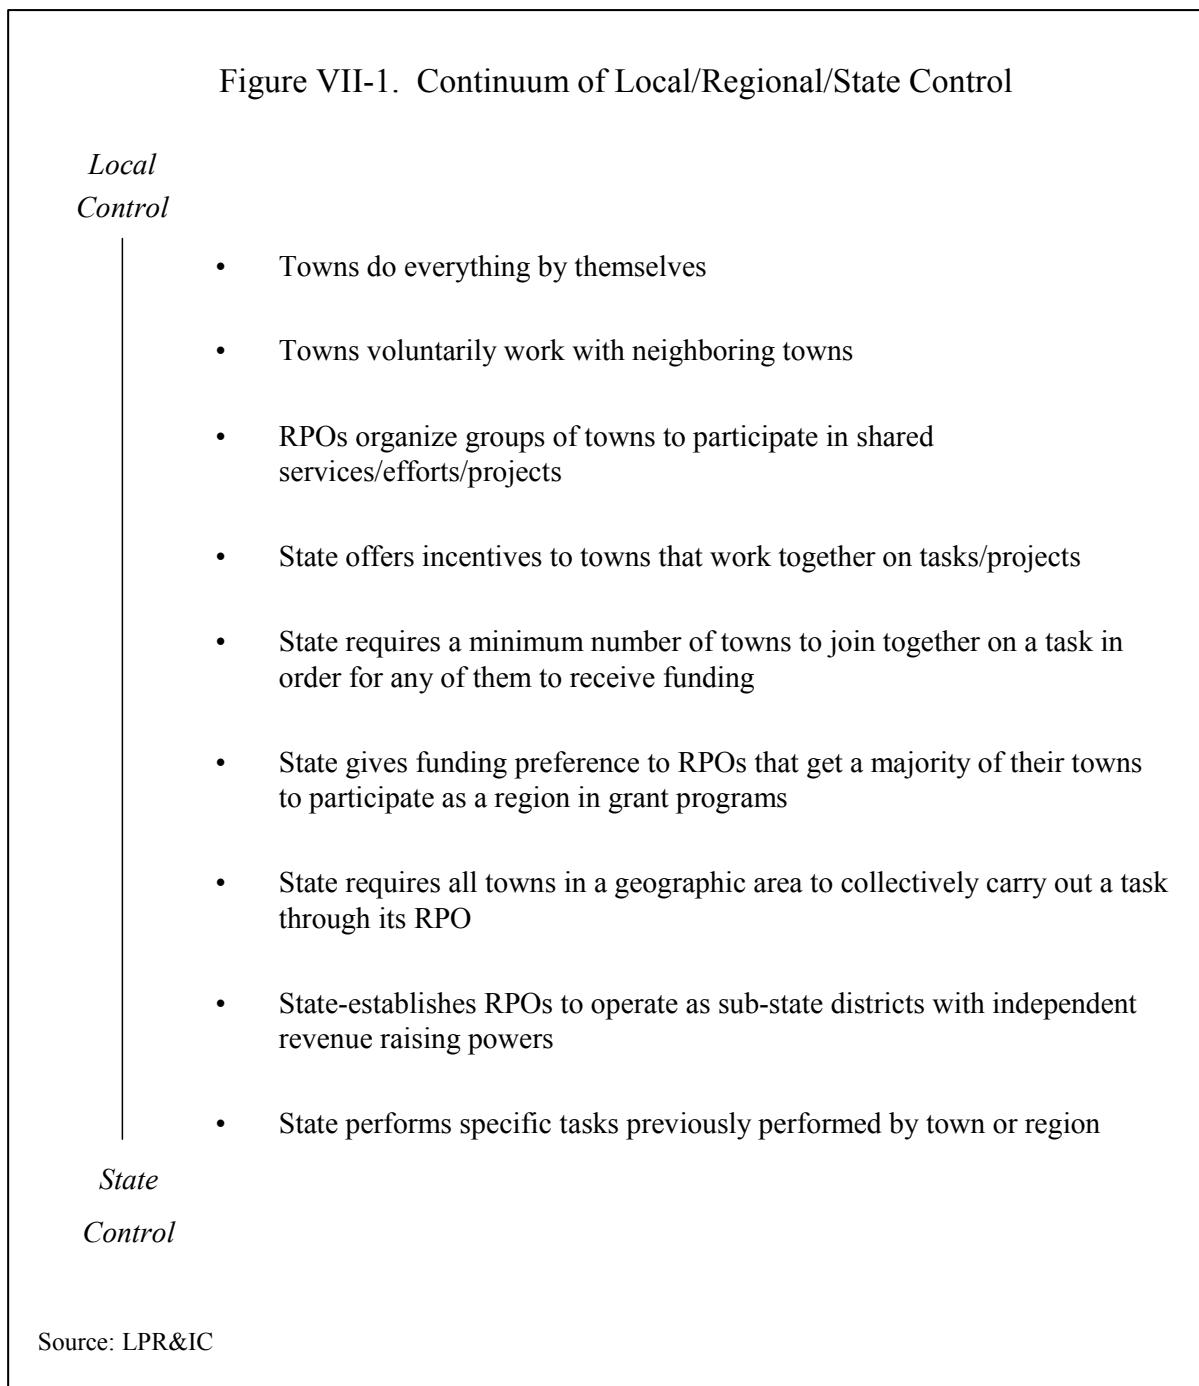 Figure VII-1. Continuum of Local/Regional/State Control
Local
Control
• Towns do everything by themselves
• Towns voluntarily work with neighboring towns
• RPOs organize groups of towns to participate in shared
services/efforts/projects
• State offers incentives to towns that work together on tasks/projects
• State requires a minimum number of towns to join together on a task in
order for any of them to receive funding
• State gives funding preference to RPOs that get a majority of their towns
to participate as a region in grant programs
• State requires all towns in a geographic area to collectively carry out a task
through its RPO
• State-establishes RPOs to operate as sub-state districts with independent
revenue raising powers
• State performs specific tasks previously performed by town or region
State
Control
Source: LPR&IC